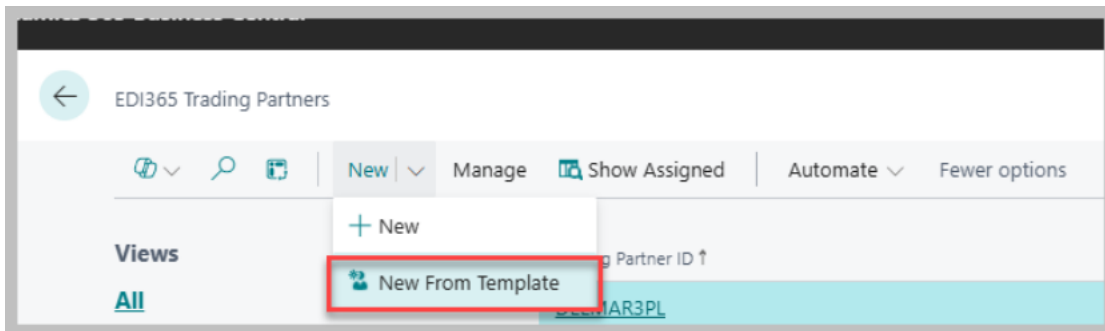 EDI365 Trading Partners
New Manage Show Assigned Automate Fewer options
New
Views
Partner ID
New From Template
All